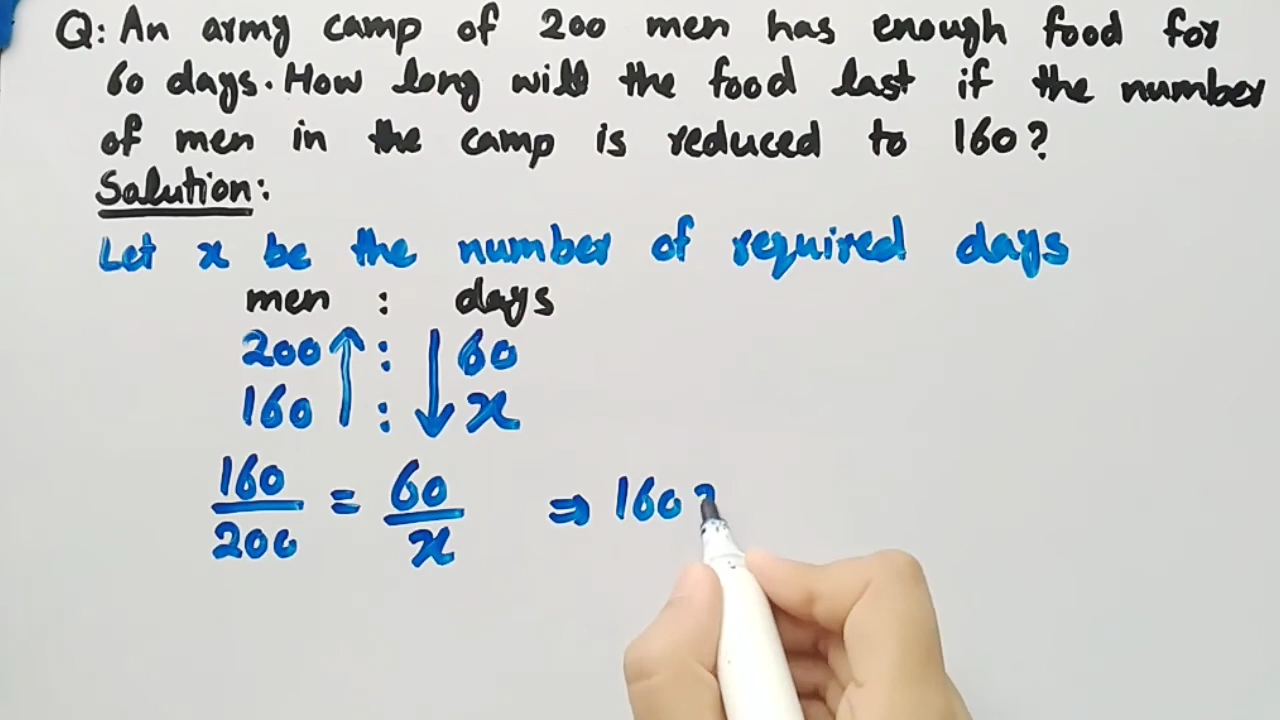 Q: An army camp of 200 men has enough food for
60 days. How long will the food last if the number
of men in the camp is reduced to 160?
Salution:
Let x be the number of required days
men : days
200 ↑ : ↓ 60
160 : x
160/200 = 60/x ⇒ 160